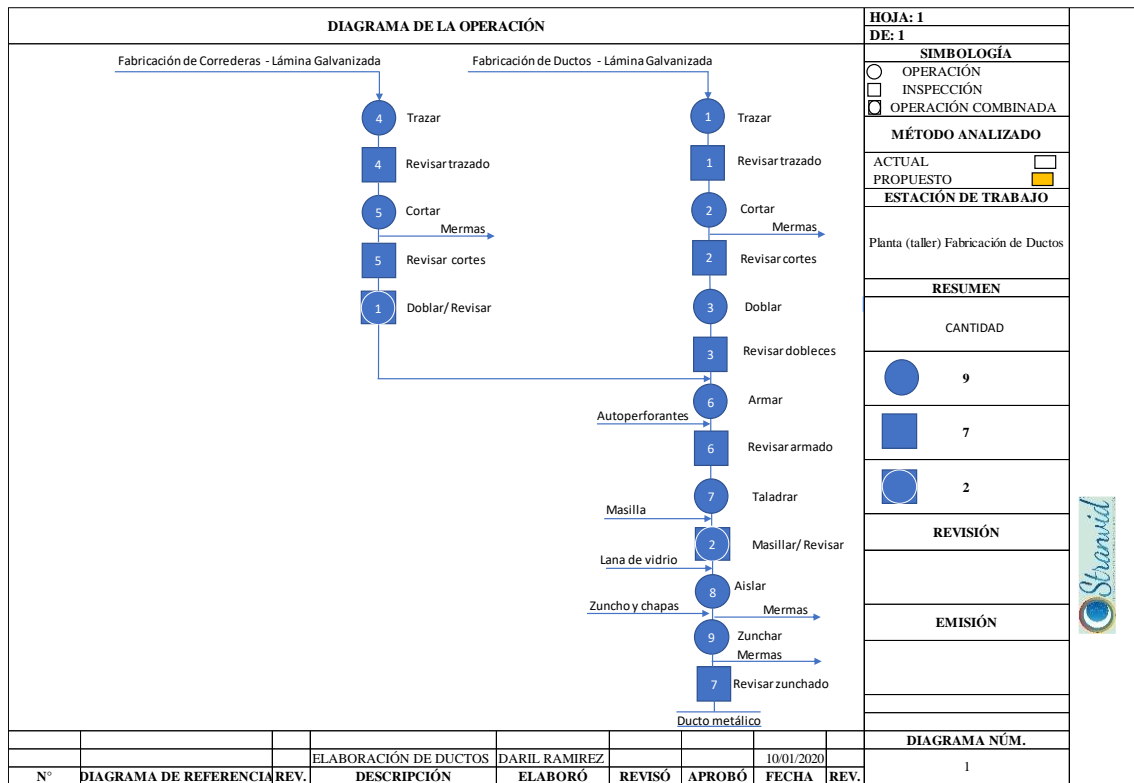 DIAGRAMA DE LA OPERACIÓN
HOJA: 1
DE: 1
SIMBOLOGÍA
OPERACIÓN
INSPECCIÓN
OPERACIÓN COMBINADA
MÉTODO ANALIZADO
ACTUAL
PROPUESTO
ESTACIÓN DE TRABAJO
Planta (taller) Fabricación de Ductos
RESUMEN
CANTIDAD
9
7
2
REVISIÓN
EMISIÓN
DIAGRAMA NÚM.
1
Fabricación de Correderas - Lámina Galvanizada
4 Trazar
4 Revisar trazado
5 Cortar
Mermas
5 Revisar cortes
1 Doblar/ Revisar
Fabricación de Ductos - Lámina Galvanizada
1 Trazar
1 Revisar trazado
2 Cortar
Mermas
2 Revisar cortes
3 Doblar
3 Revisar dobleces
6 Armar
Autoperforantes
6 Revisar armado
7 Taladrar
Masilla
2 Masillar/ Revisar
Lana de vidrio
8 Aislar
Zuncho y chapas
Mermas
9 Zunchar
Mermas
7 Revisar zunchado
Ducto metálico
ELABORACIÓN DE DUCTOS DARIL RAMIREZ 10/01/2020
N° DIAGRAMA DE REFERENCIA REV. DESCRIPCIÓN ELABORÓ REVISÓ APROBÓ FECHA REV.
Stranvid